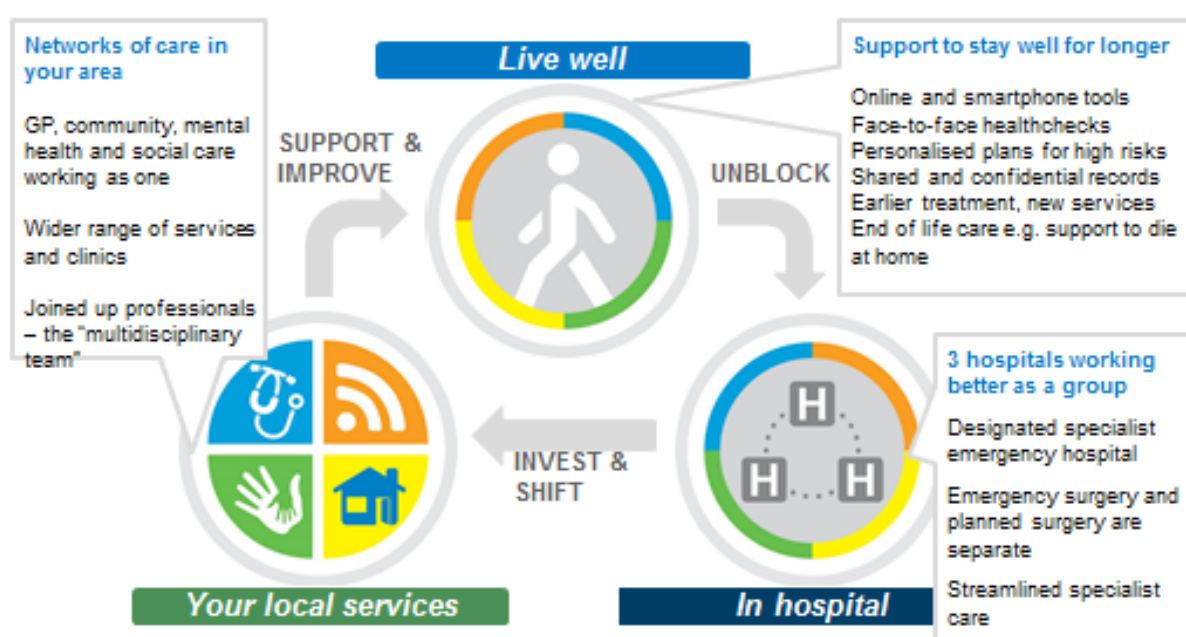 Networks of care in
your area
GP, community, mental
health and social care
working as one
Wider range of services
and clinics
Joined up professionals
– the "multidisciplinary
team"
SUPPORT &
IMPROVE
Live well
UNBLOCK
Support to stay well for longer
Online and smartphone tools
Face-to-face healthchecks
Personalised plans for high risks
Shared and confidential records
Earlier treatment, new services
End of life care e.g. support to die
at home
INVEST &
SHIFT
H
H
H
3 hospitals working
better as a group
Designated specialist
emergency hospital
Emergency surgery and
planned surgery are
separate
Streamlined specialist
care
Your local services
In hospital